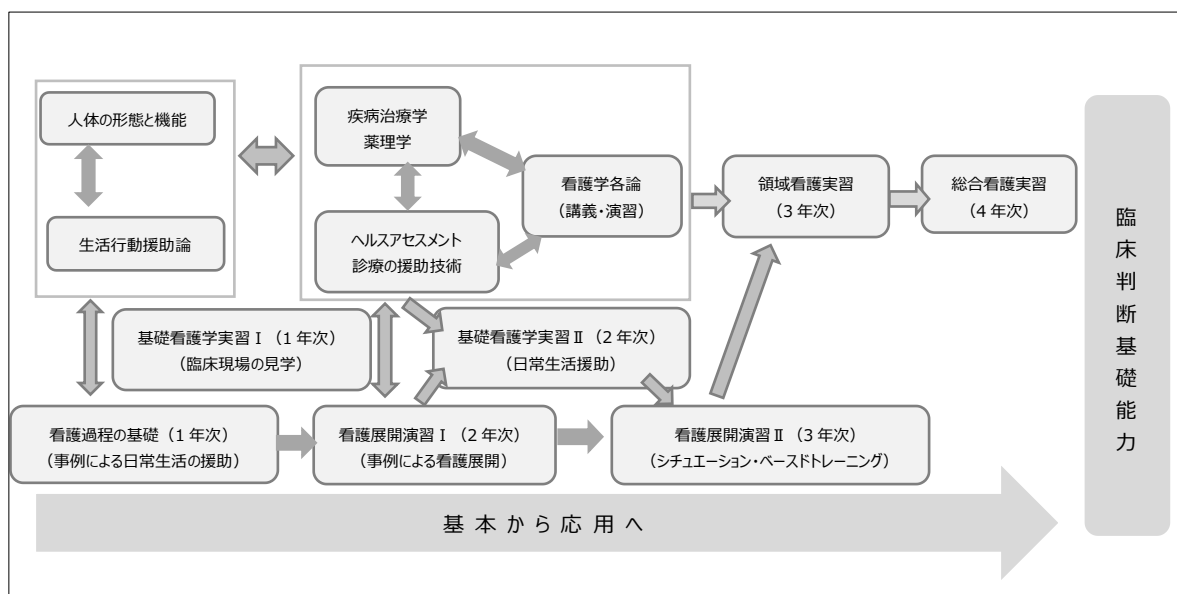 人体の形態と機能
生活行動援助論
疾病治療学
薬理学
ヘルスアセスメント
診療の援助技術
看護学各論
（講義・演習）
領域看護実習
（3 年次）
総合看護実習
（4 年次）
基礎看護学実習Ⅰ（1 年次）
（臨床現場の見学）
基礎看護学実習Ⅱ（2 年次）
（日常生活援助）
看護過程の基礎（1 年次）
（事例による日常生活の援助）
看護展開演習Ⅰ（2 年次）
（事例による看護展開）
看護展開演習Ⅱ（3 年次）
（シチュエーション・ベースドトレーニング）
基本から応用へ
臨床判断基礎能力